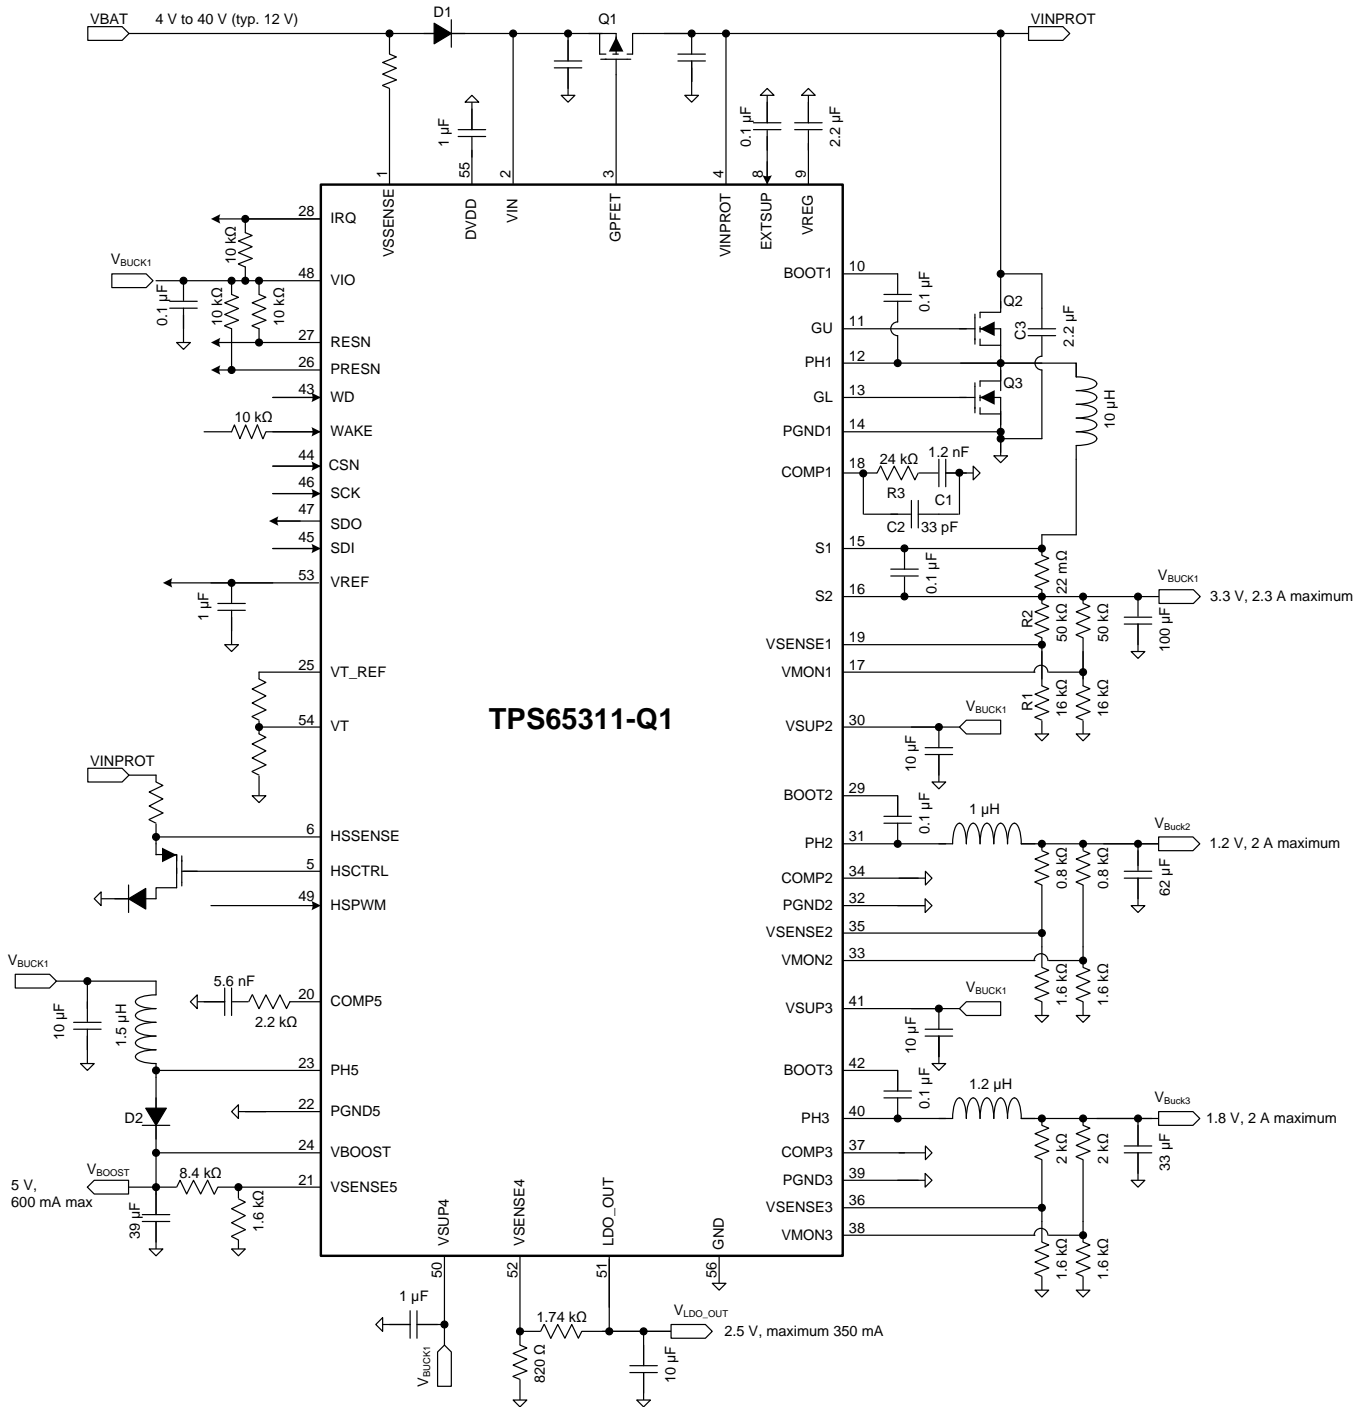 VBAT
4 V to 40 V (typ. 12 V)
D1
Q1
VINPROT
1 µF
0.1 µF
2.2 µF
1
55
2
3
4
8
9
VSSENSE
DVDD
VIN
GPFET
VINPROT
EXTSUP
VREG
28
IRQ
10 kΩ
VBUCK1
48
VIO
0.1 µF
10 kΩ
10 kΩ
27
RESN
26
PRESN
43
WD
10 kΩ
WAKE
44
CSN
46
SCK
47
SDO
45
SDI
53
VREF
1 µF
25
VT_REF
54
VT
VINPROT
6
HSSENSE
5
HSCTRL
49
HSPWM
VBUCK1
10 µF
1.5 µH
5.6 nF
2.2 kΩ
20
COMP5
23
PH5
D2
22
PGND5
24
VBOOST
VBOOST
5 V,
600 mA max
8.4 kΩ
21
VSENSE5
39 µF
1.6 kΩ
TPS65311-Q1
BOOT1
10
0.1 µF
Q2
C3
2.2 µF
GU
11
PH1
12
Q3
GL
13
10 µH
PGND1
14
COMP1
18
24 kΩ
1.2 nF
R3
C1
C2
33 pF
S1
15
0.1 µF
22 mΩ
S2
16
VBUCK1
3.3 V, 2.3 A maximum
R2
50 kΩ
50 kΩ
100 µF
VSENSE1
19
VMON1
17
R1
16 kΩ
16 kΩ
VSUP2
30
VBUCK1
10 µF
BOOT2
29
0.1 µF
1 µH
PH2
31
VBuck2
1.2 V, 2 A maximum
0.8 kΩ
0.8 kΩ
62 µF
COMP2
34
PGND2
32
VSENSE2
35
VMON2
33
1.6 kΩ
1.6 kΩ
VSUP3
41
VBUCK1
10 µF
BOOT3
42
0.1 µF
1.2 µH
PH3
40
VBuck3
1.8 V, 2 A maximum
2 kΩ
2 kΩ
33 µF
COMP3
37
PGND3
39
VSENSE3
36
VMON3
38
1.6 kΩ
1.6 kΩ
VSUP4
VSENSE4
LDO_OUT
GND
50
52
51
56
1 µF
VBUCK1
1.74 kΩ
820 Ω
VLDO_OUT
2.5 V, maximum 350 mA
10 µF